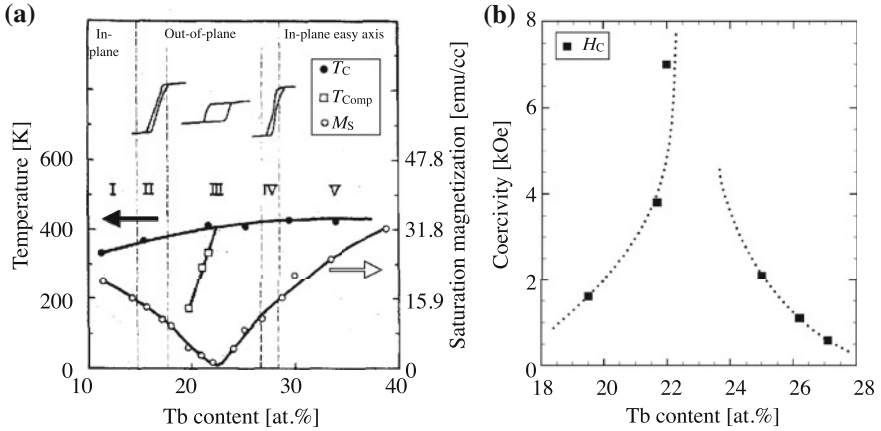 (a)
In-plane
Out-of-plane
In-plane easy axis
T_C
T_Comp
M_S
I II III IV V
Temperature [K]
600
400
200
0
47.8
31.8
15.9
0
Saturation magnetization [emu/cc]
10 20 30 40
Tb content [at.%]
(b)
H_C
Coercivity [kOe]
8
6
4
2
0
18 20 22 24 26 28
Tb content [at.%]